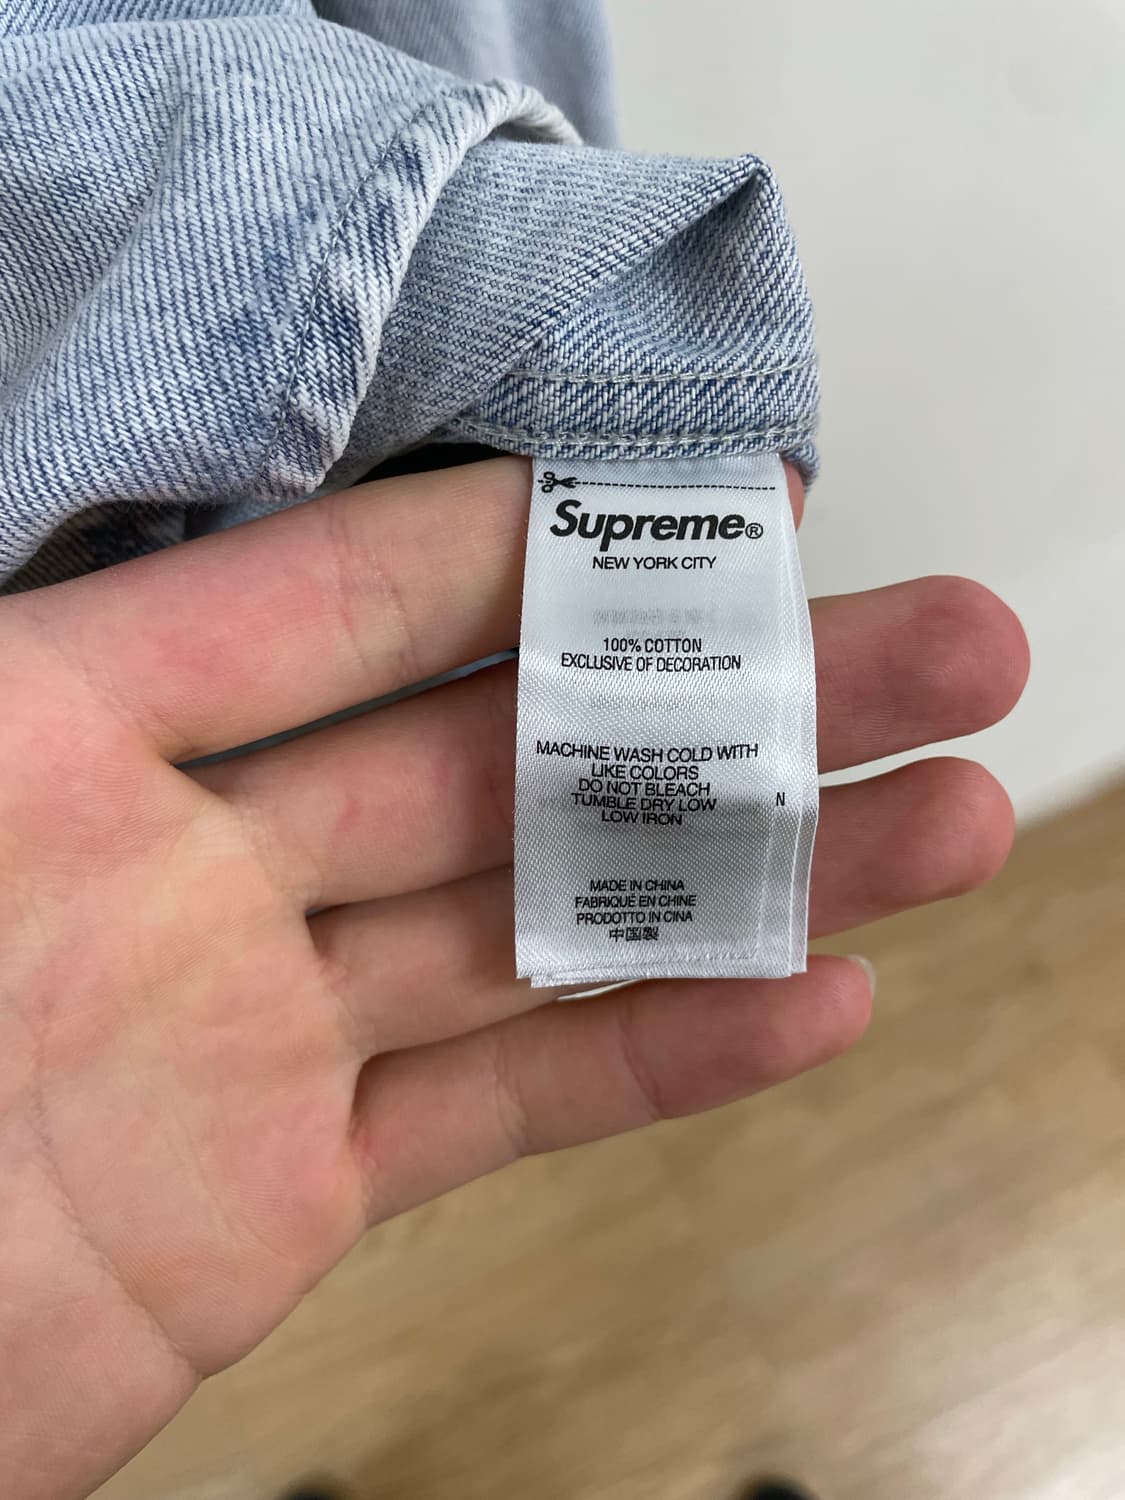 Supreme®
NEW YORK CITY
100% COTTON
EXCLUSIVE OF DECORATION
MACHINE WASH COLD WITH
LIKE COLORS
DO NOT BLEACH
TUMBLE DRY LOW
LOW IRON
N
MADE IN CHINA
FABRIQUÉ EN CHINE
PRODOTTO IN CINA
中国製